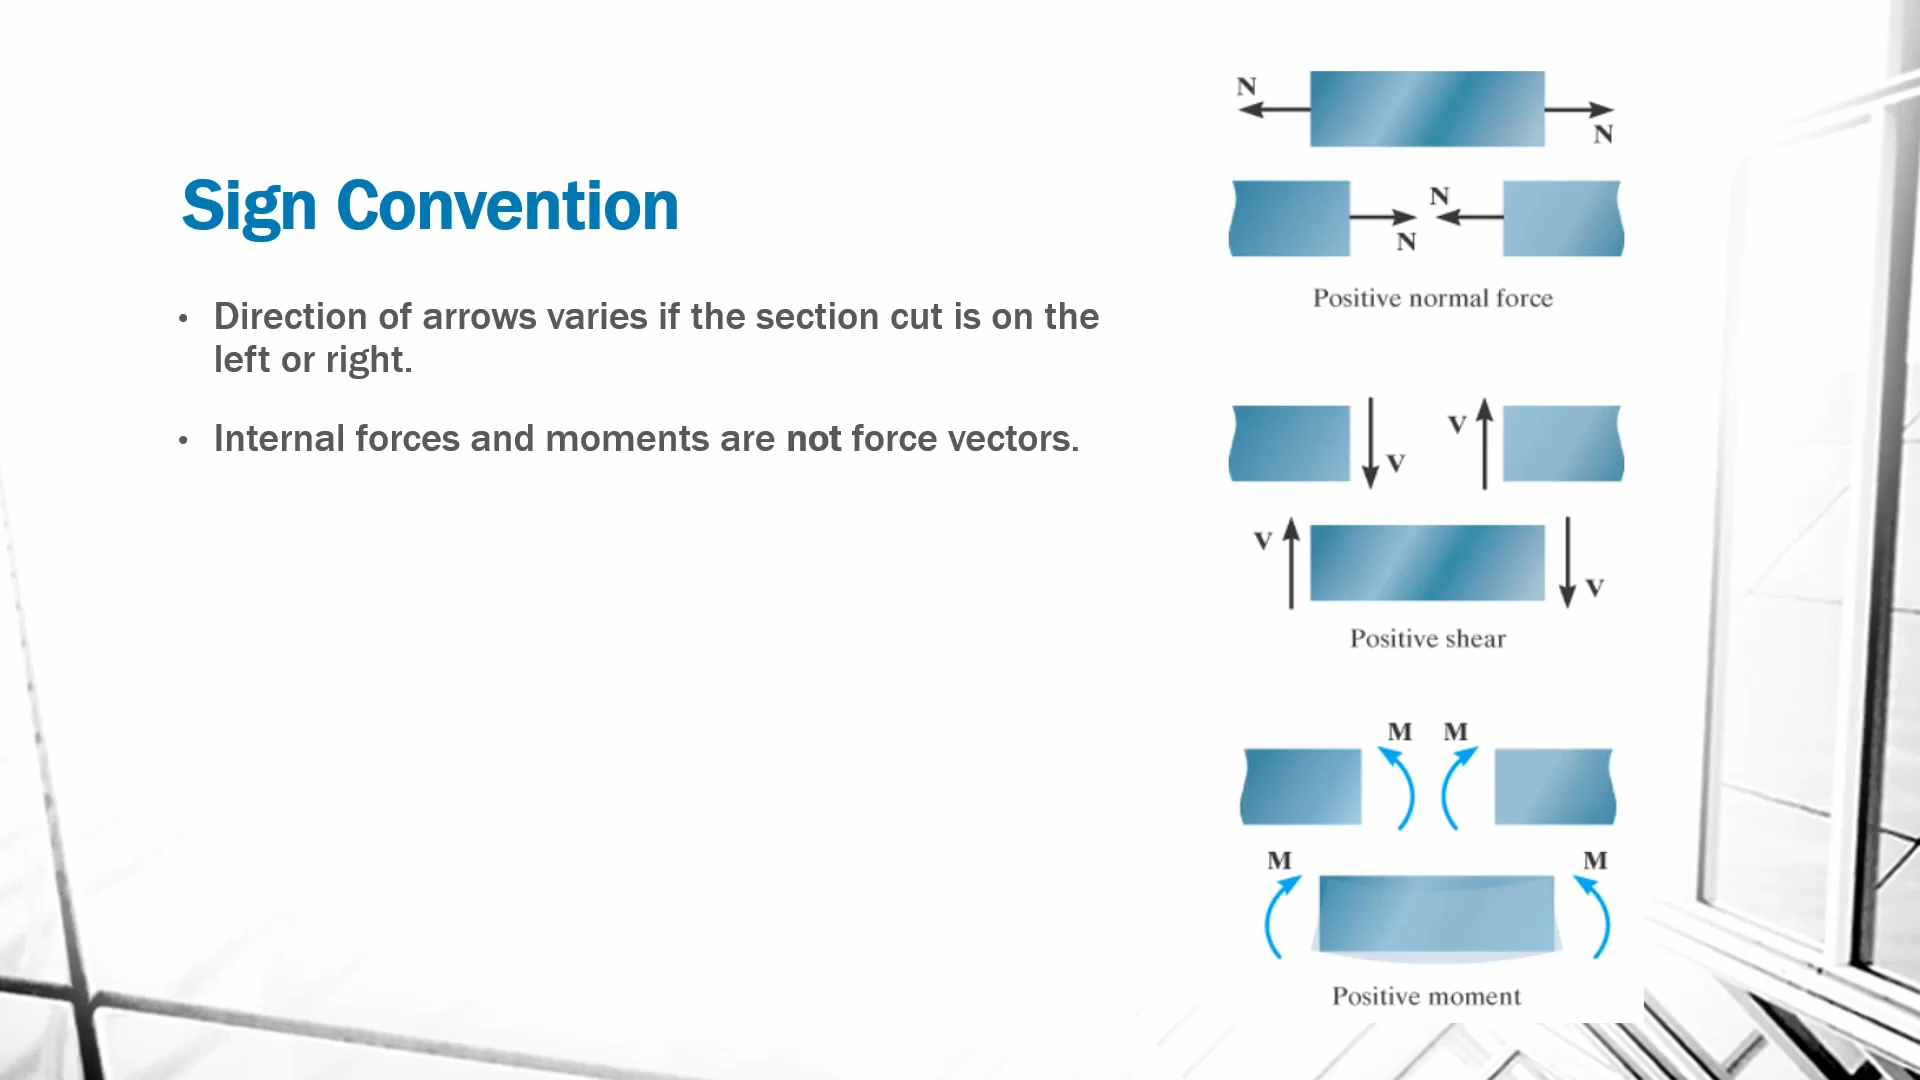 Sign Convention
• Direction of arrows varies if the section cut is on the
left or right.
• Internal forces and moments are not force vectors.
N
N
N
N
Positive normal force
V
V
V
V
Positive shear
M M
M M
Positive moment